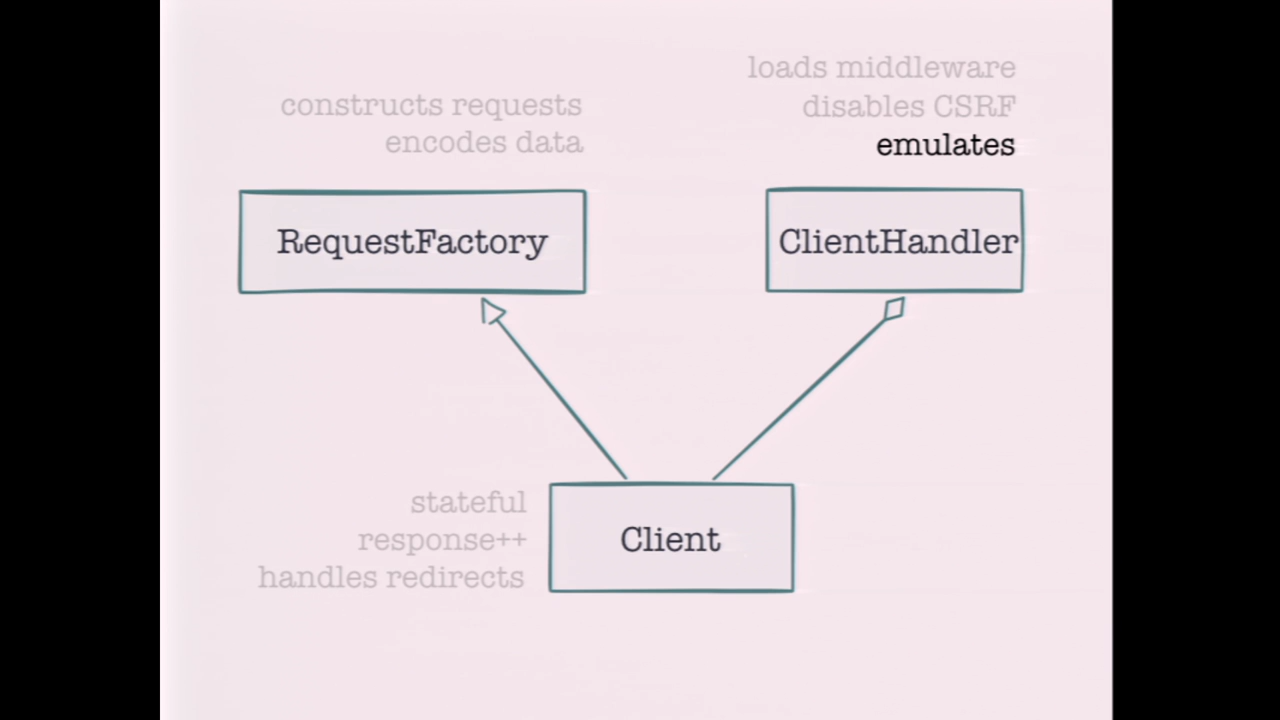 constructs requests
encodes data
loads middleware
disables CSRF
emulates
RequestFactory
ClientHandler
stateful
response++
handles redirects
Client